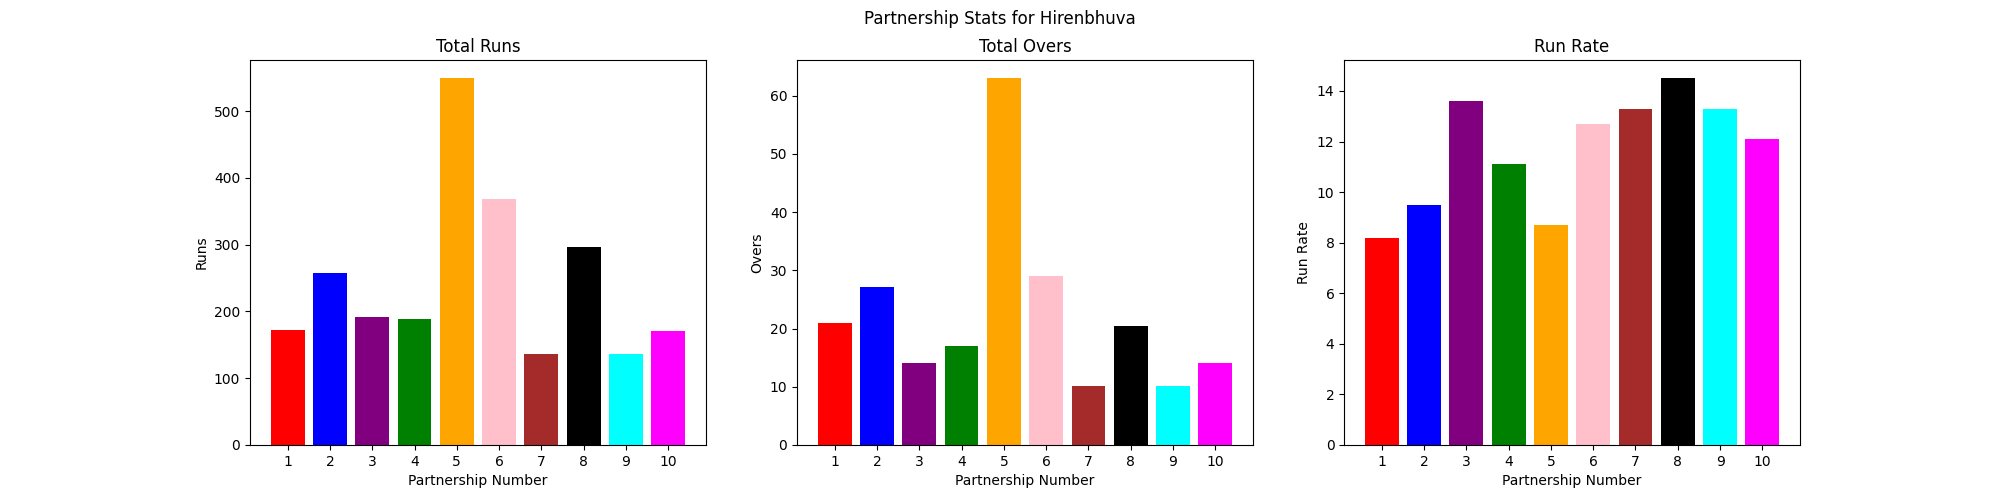 Partnership Stats for Hirenbhuva
Total Runs
Runs
500
400
300
200
100
0
1 2 3 4 5 6 7 8 9 10
Partnership Number
Total Overs
Overs
60
50
40
30
20
10
0
1 2 3 4 5 6 7 8 9 10
Partnership Number
Run Rate
Run Rate
14
12
10
8
6
4
2
0
1 2 3 4 5 6 7 8 9 10
Partnership Number